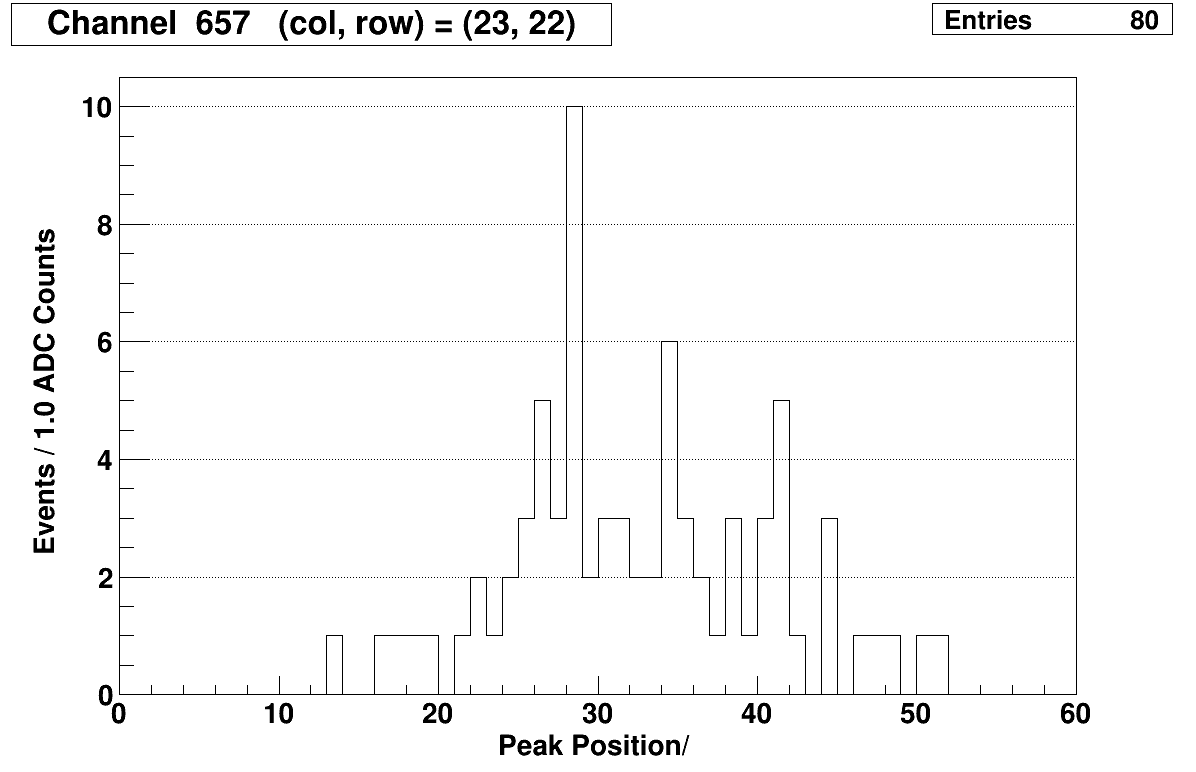 Channel 657 (col, row) = (23, 22)
Entries 80
Events / 1.0 ADC Counts
10
8
6
4
2
0
0 10 20 30 40 50 60
Peak Position/